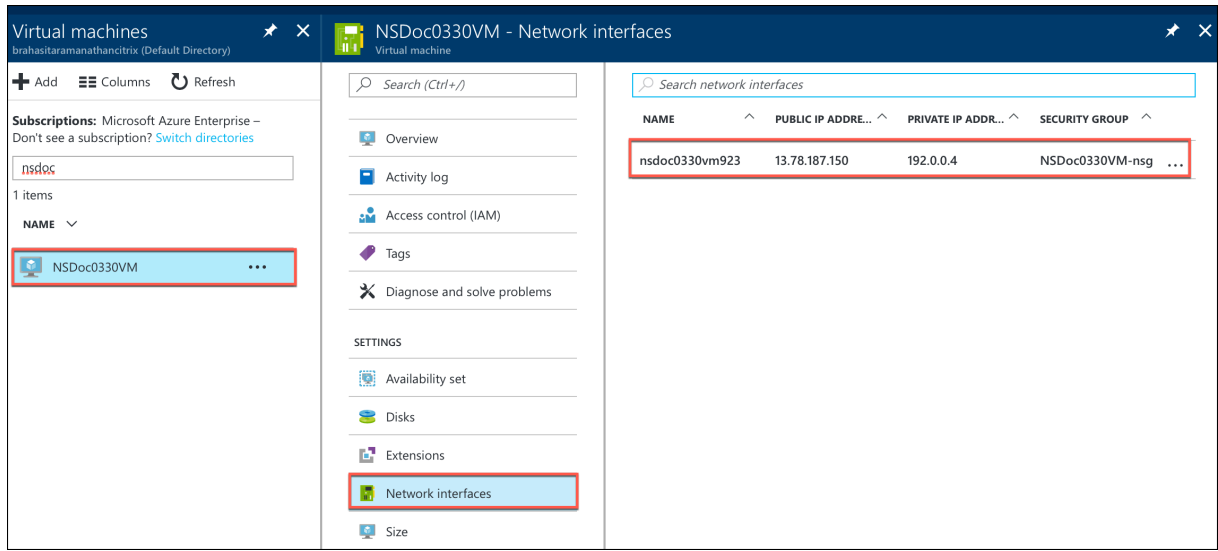 Virtual machines
brahasitaramanathancitrix (Default Directory)
Add
Columns
Refresh
Subscriptions: Microsoft Azure Enterprise –
Don't see a subscription? Switch directories
nsdoc
1 items
NAME
NSDoc0330VM
...
NSDoc0330VM - Network interfaces
Virtual machine
Search (Ctrl+/)
Overview
Activity log
Access control (IAM)
Tags
Diagnose and solve problems
SETTINGS
Availability set
Disks
Extensions
Network interfaces
Size
Search network interfaces
NAME PUBLIC IP ADDRE... PRIVATE IP ADDR... SECURITY GROUP
nsdoc0330vm923 13.78.187.150 192.0.0.4 NSDoc0330VM-nsg ...